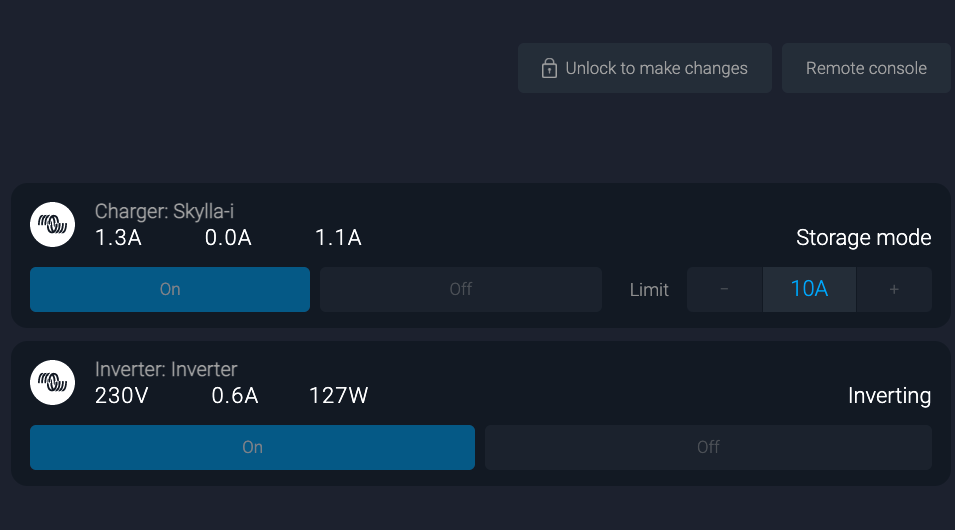 Unlock to make changes Remote console
Charger: Skylla-i
1.3A 0.0A 1.1A Storage mode
On Off Limit - 10A +
Inverter: Inverter
230V 0.6A 127W Inverting
On Off